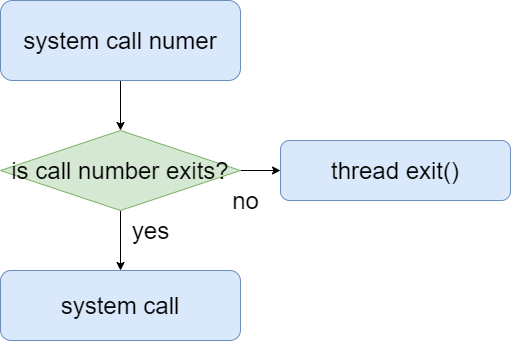 system call numer
is call number exits?
thread exit()
no
yes
system call